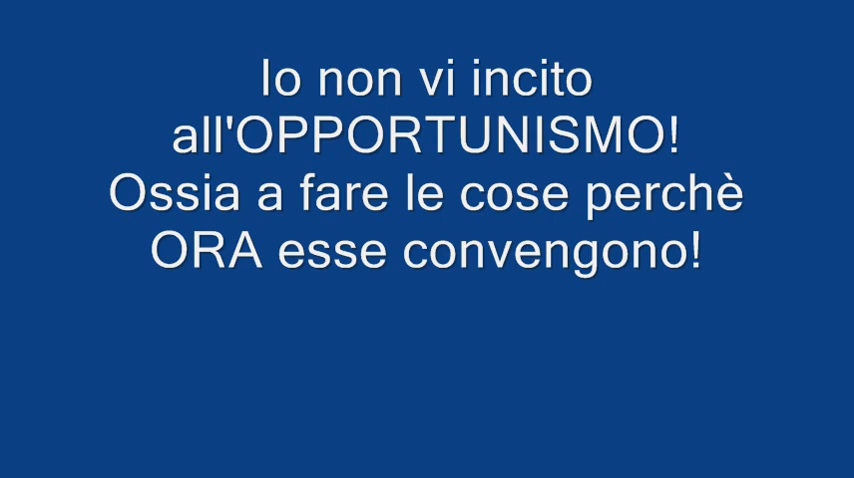 Io non vi incito
all'OPPORTUNISMO!
Ossia a fare le cose perchè
ORA esse convengono!